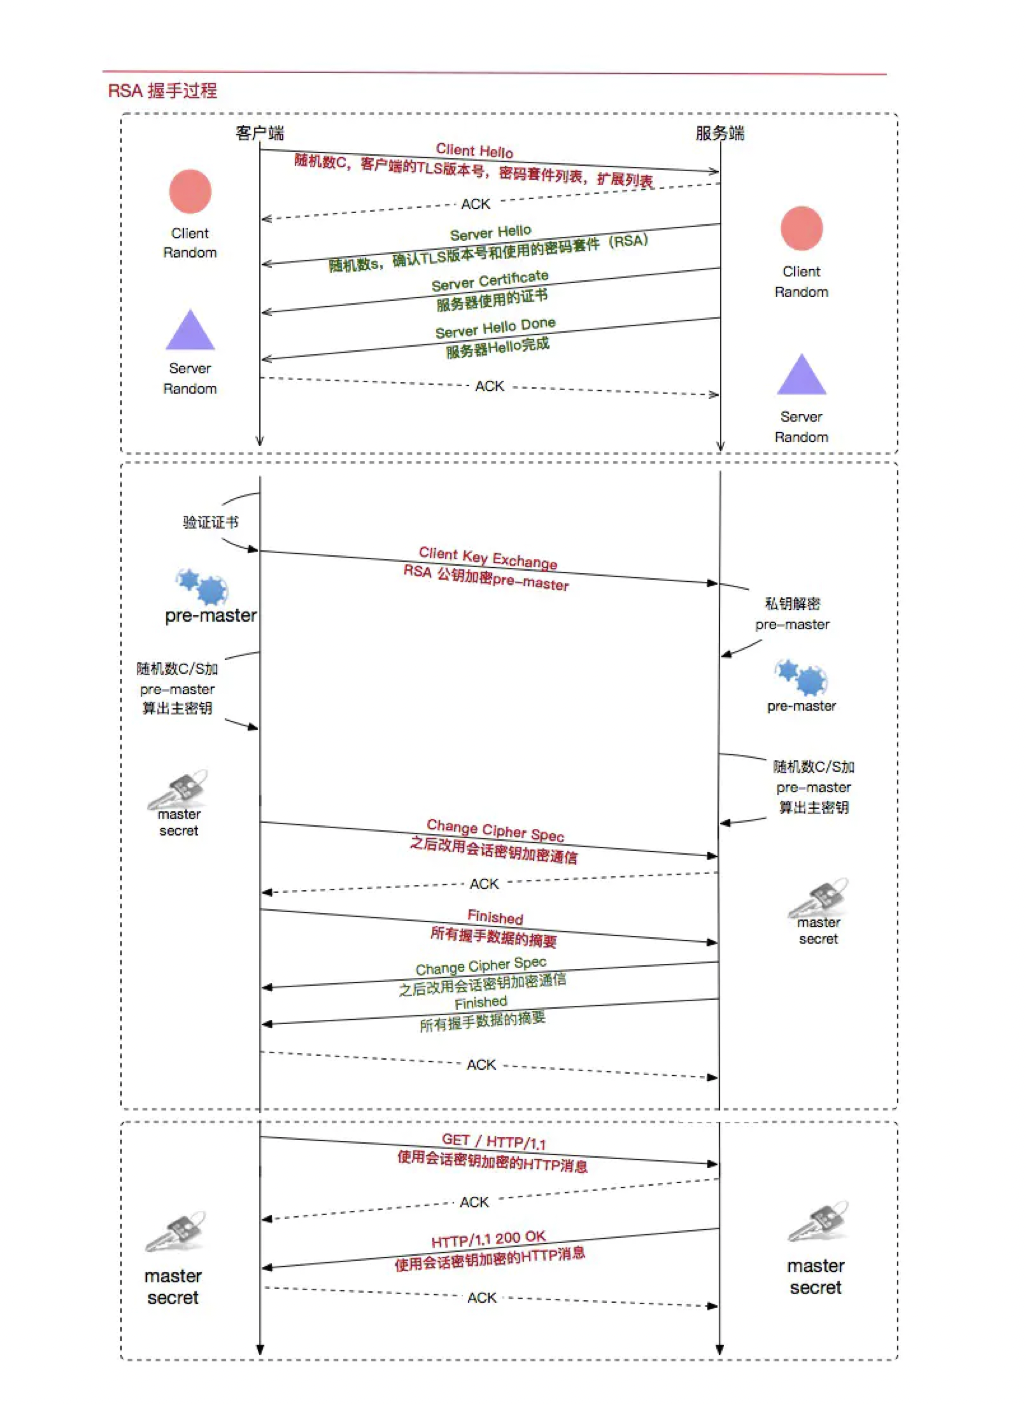 RSA 握手过程
客户端
服务端
Client Hello
随机数C，客户端的TLS版本号，密码套件列表，扩展列表
ACK
Client
Random
Server Hello
随机数s，确认TLS版本号和使用的密码套件（RSA）
Client
Random
Server Certificate
服务器使用的证书
Server Hello Done
服务器Hello完成
Server
Random
ACK
Server
Random
验证证书
Client Key Exchange
RSA 公钥加密pre-master
pre-master
私钥解密
pre-master
随机数C/S加
pre-master
算出主密钥
pre-master
随机数C/S加
pre-master
算出主密钥
master
secret
Change Cipher Spec
之后改用会话密钥加密通信
ACK
Finished
所有握手数据的摘要
master
secret
Change Cipher Spec
之后改用会话密钥加密通信
Finished
所有握手数据的摘要
ACK
GET / HTTP/1.1
使用会话密钥加密的HTTP消息
ACK
HTTP/1.1 200 OK
使用会话密钥加密的HTTP消息
master
secret
master
secret
ACK